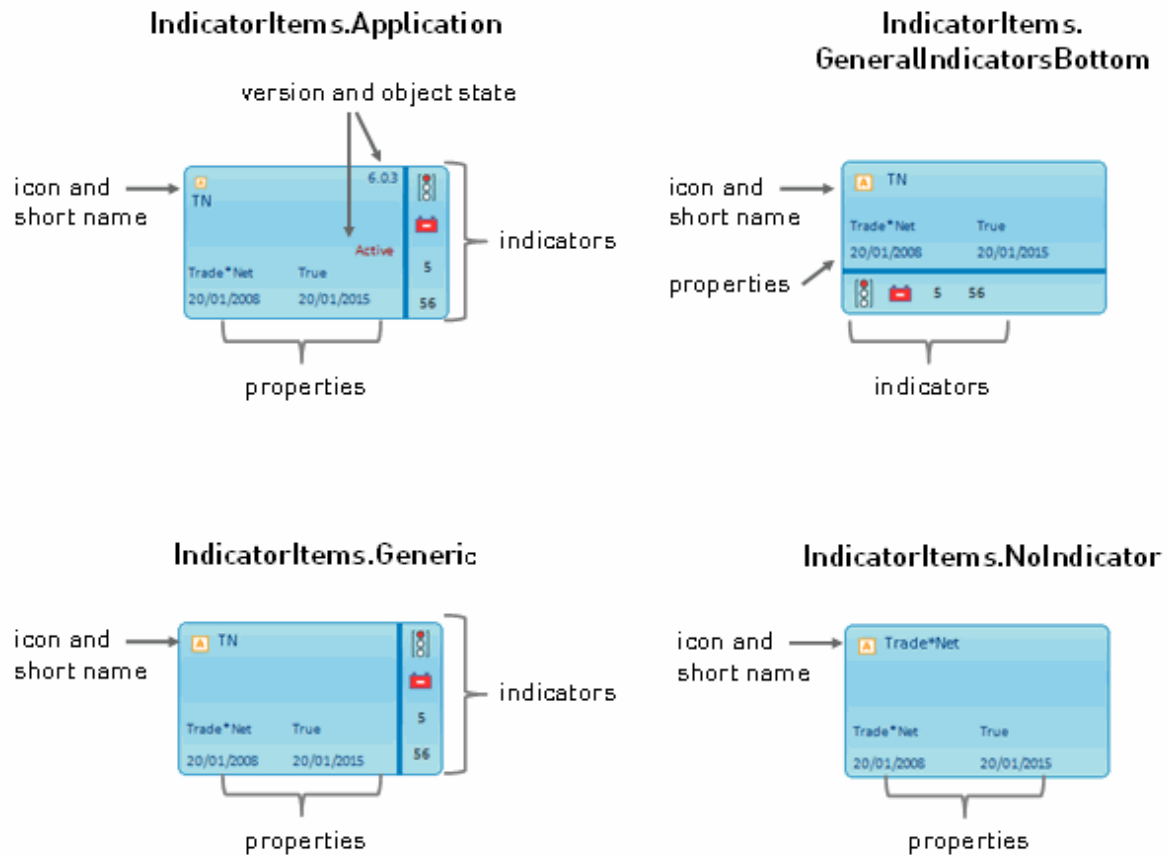 IndicatorItems.Application
version and object state
icon and
short name
6.0.3
TN
Active
Trade*Net True
20/01/2008 20/01/2015
5
56
indicators
properties
IndicatorItems.
GeneralIndicatorsBottom
icon and
short name
A TN
Trade*Net True
20/01/2008 20/01/2015
properties
5 56
indicators
IndicatorItems.Generic
icon and
short name
A TN
Trade*Net True
20/01/2008 20/01/2015
5
56
indicators
properties
IndicatorItems.NoIndicator
icon and
short name
A Trade*Net
Trade*Net True
20/01/2008 20/01/2015
properties